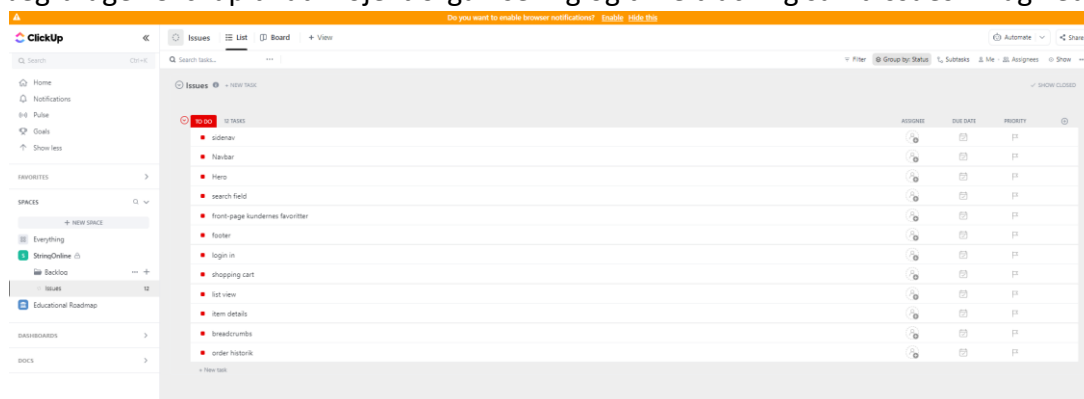 Do you want to enable browser notifications? Enable Hide this
ClickUp
Issues List Board + View Automate Share
Search Ctrl+K
Search tasks... Filter Group by: Status Subtasks Me Assignees Show
Home
Notifications
Pulse
Goals
Show less
FAVORITES
SPACES
+ NEW SPACE
Everything
S StringOnline
Backlog
Issues 12
Educational Roadmap
DASHBOARDS
DOCS
Issues + NEW TASK SHOW CLOSED
TO DO 12 TASKS ASSIGNEE DUE DATE PRIORITY
sidenav
Navbar
Hero
search field
front-page kundernes favoritter
footer
login in
shopping cart
list view
item details
breadcrumbs
order historik
+ New task